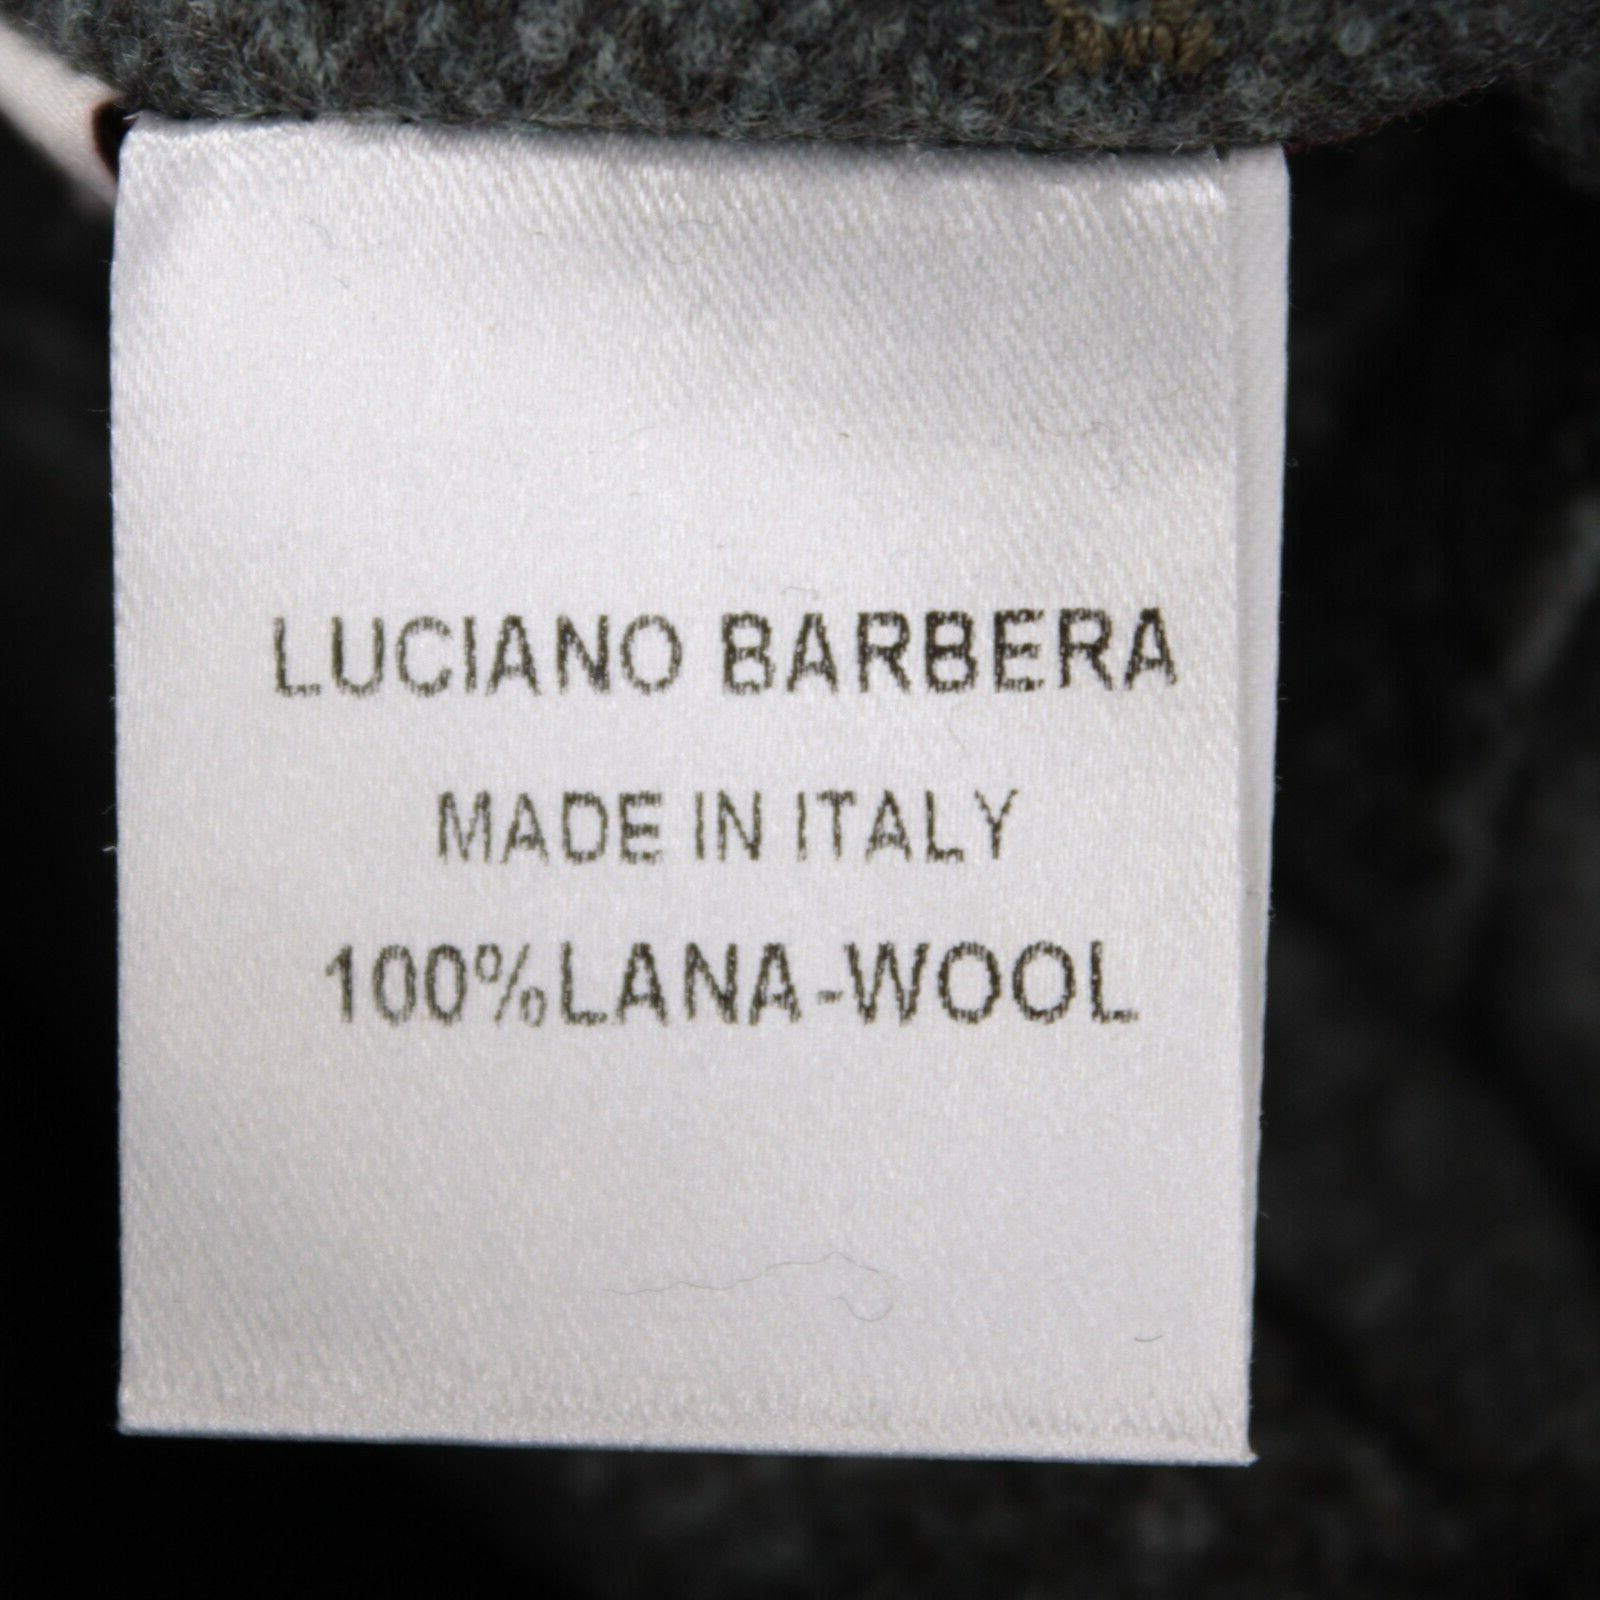 LUCIANO BARBERA
MADE IN ITALY
100%LANA-WOOL